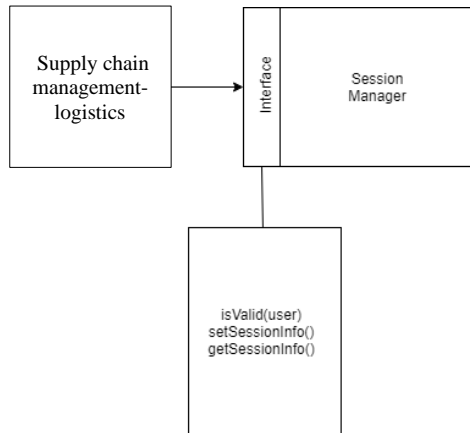 Supply chain
management-
logistics
Interface
Session
Manager
isValid(user)
setSessionInfo()
getSessionInfo()